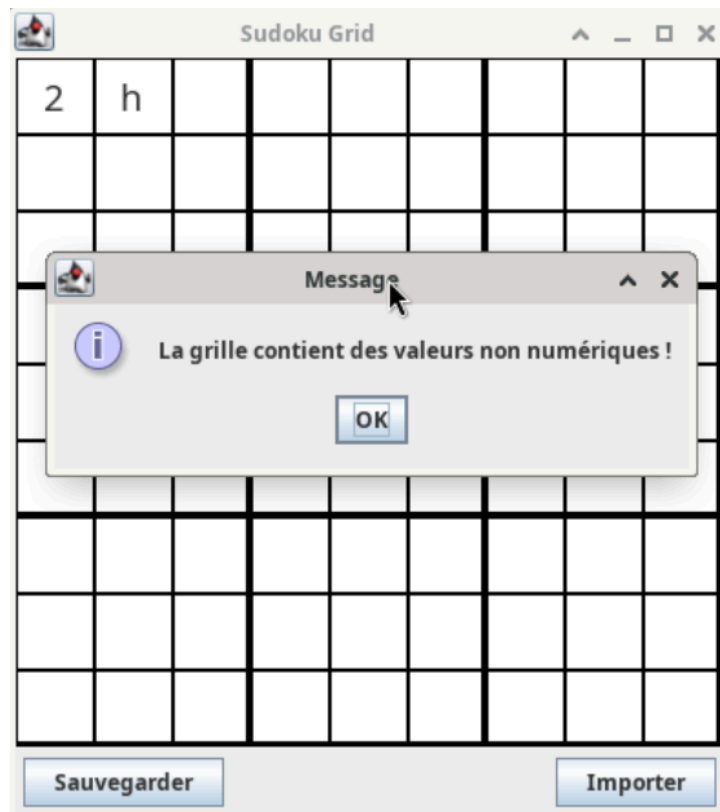 Sudoku Grid
2 h
Message
La grille contient des valeurs non numériques !
OK
Sauvegarder Importer